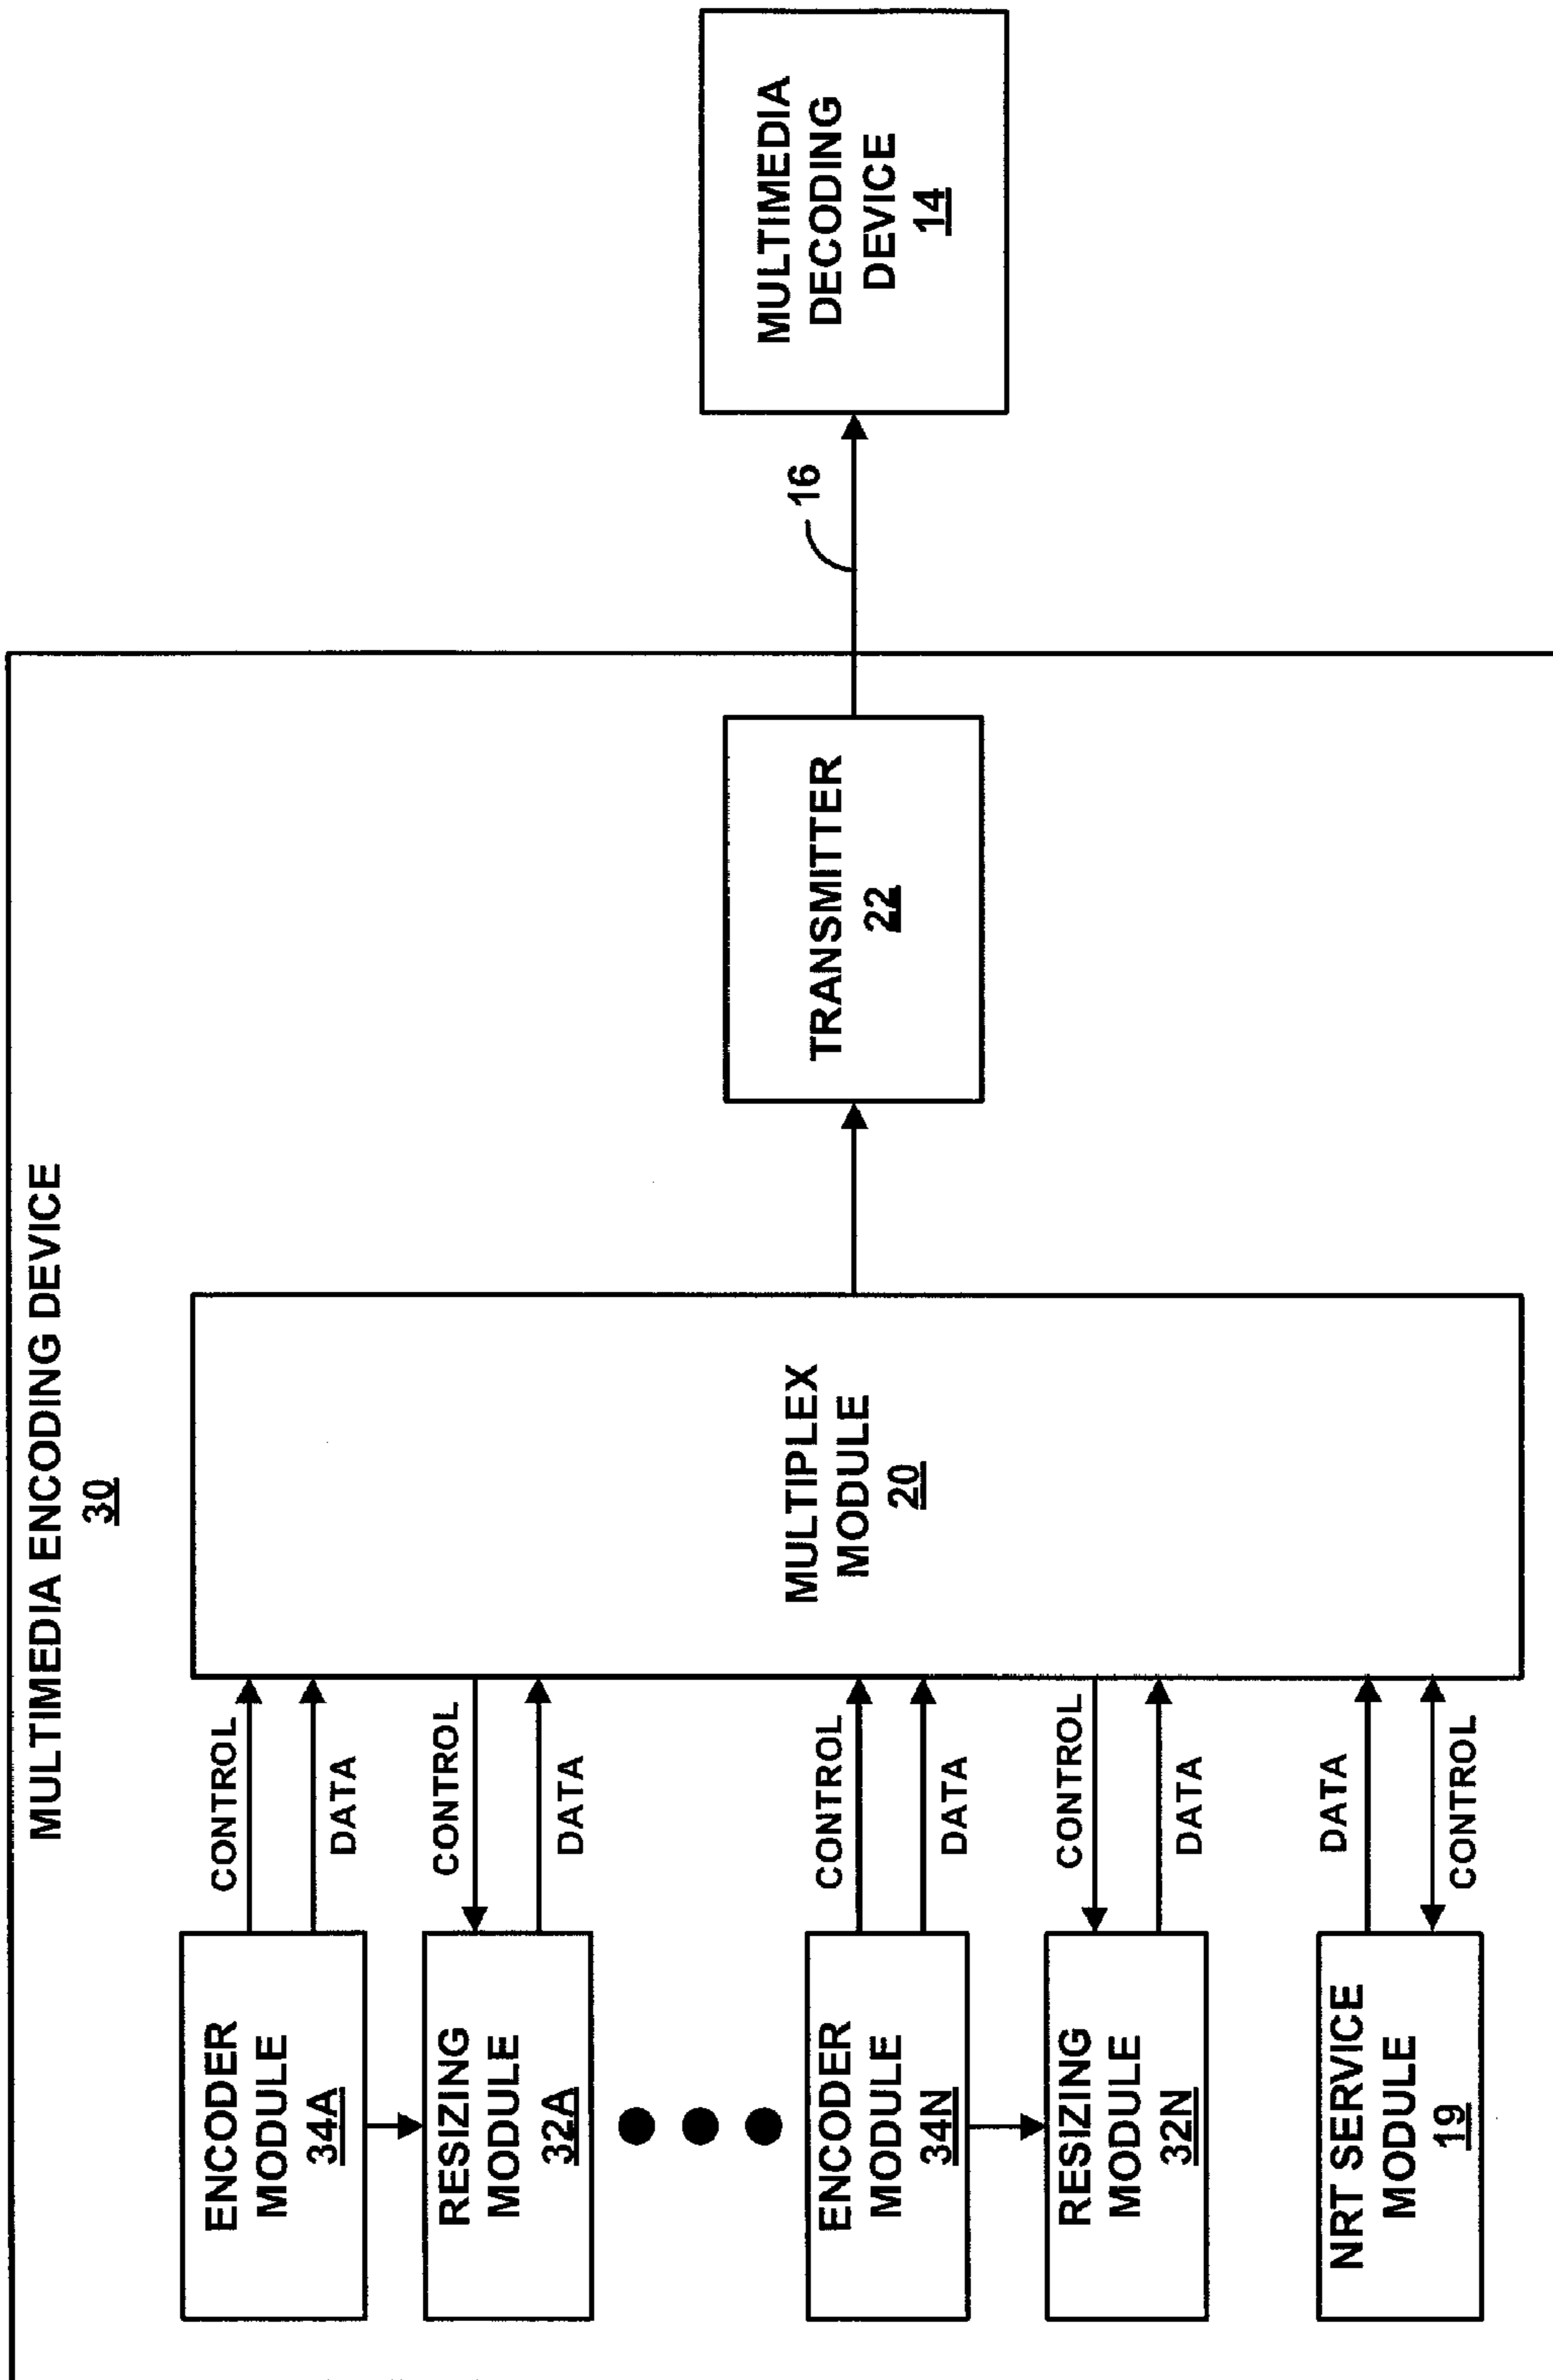 MULTIMEDIA ENCODING DEVICE
30
ENCODER
MODULE
34A
CONTROL
DATA
RESIZING
MODULE
32A
CONTROL
DATA
ENCODER
MODULE
34N
CONTROL
DATA
RESIZING
MODULE
32N
CONTROL
DATA
NRT SERVICE
MODULE
19
DATA
CONTROL
MULTIPLEX
MODULE
20
TRANSMITTER
22
16
MULTIMEDIA
DECODING
DEVICE
14